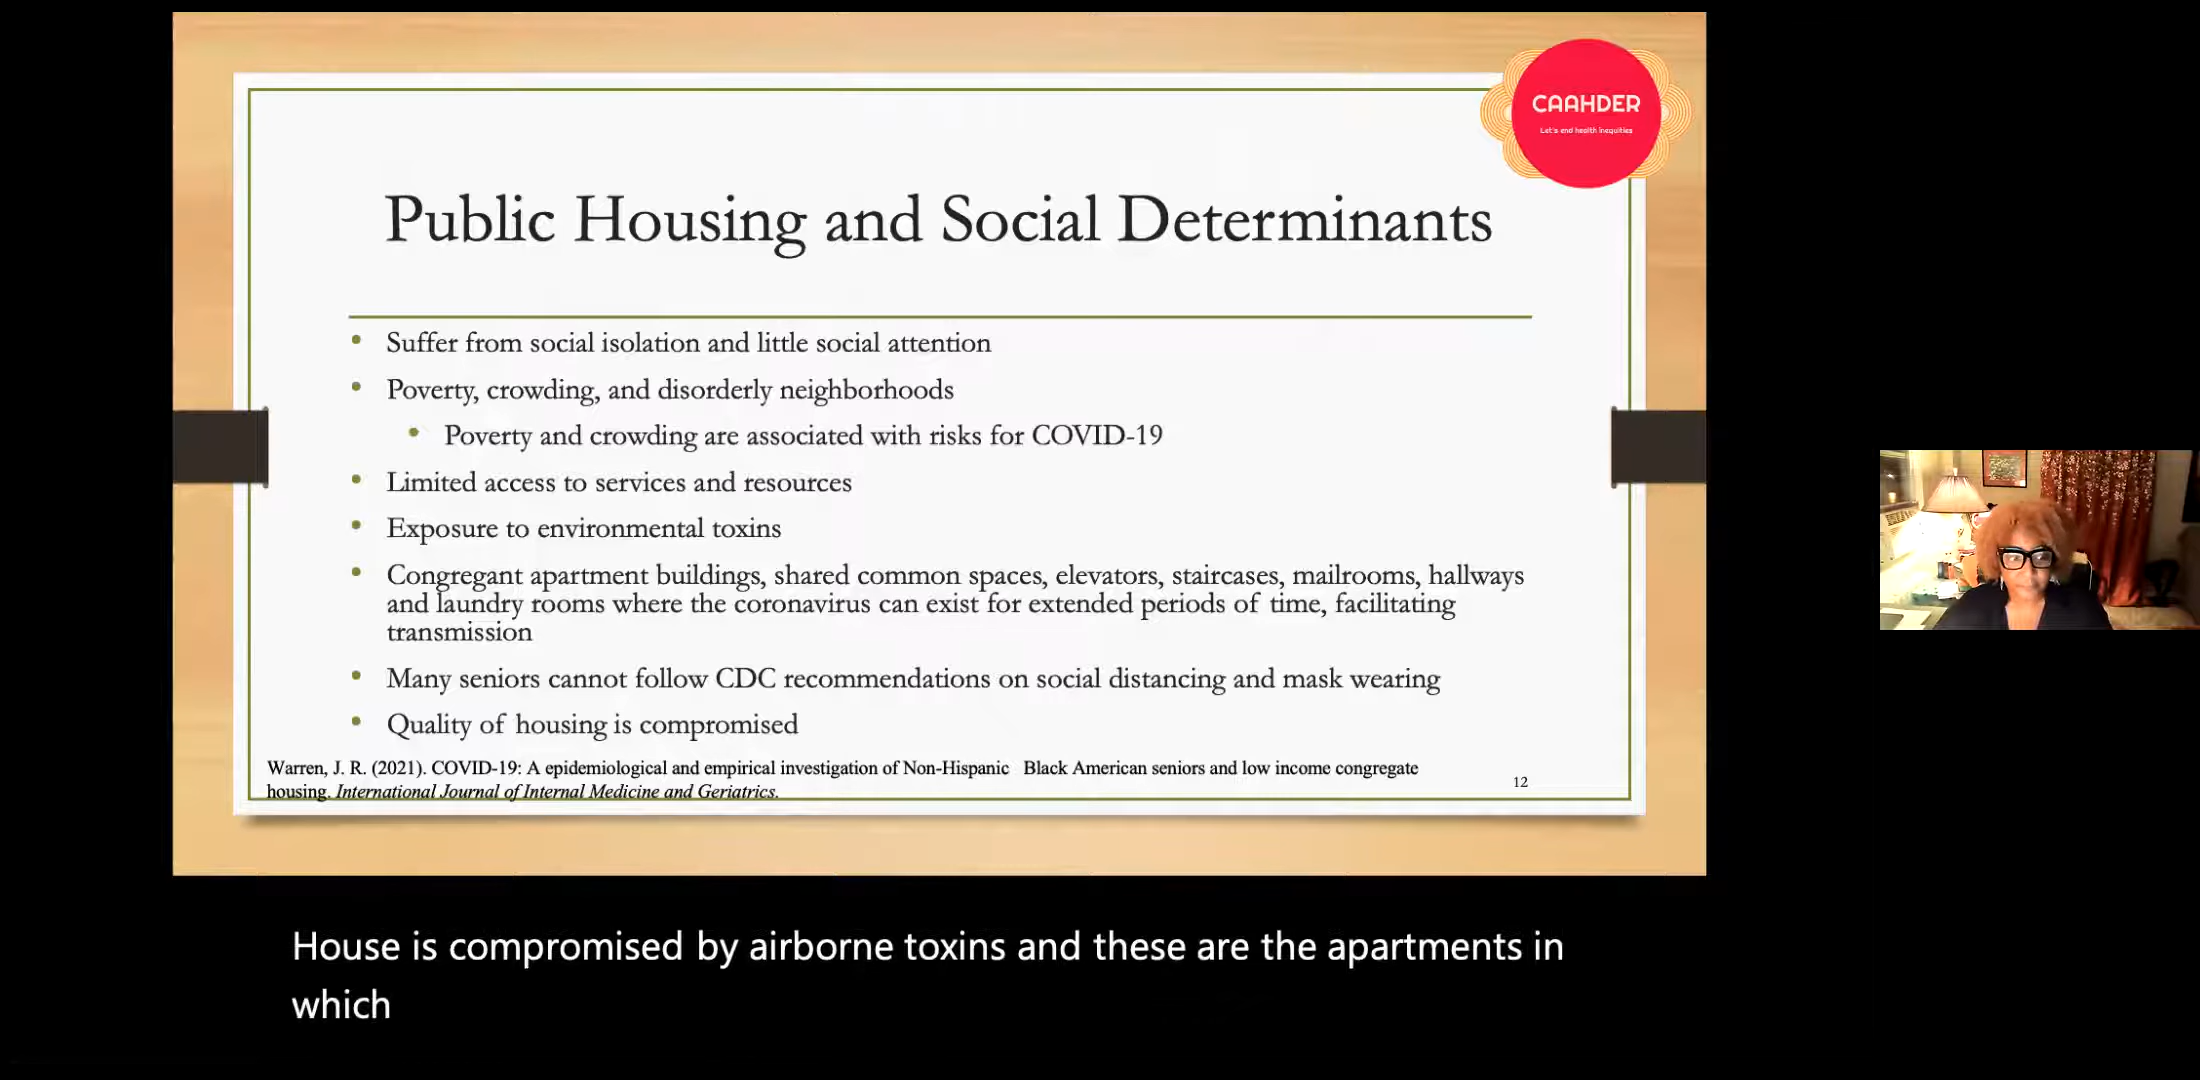 CAAHDER
Let's end health inequities
Public Housing and Social Determinants
• Suffer from social isolation and little social attention
• Poverty, crowding, and disorderly neighborhoods
• Poverty and crowding are associated with risks for COVID-19
• Limited access to services and resources
• Exposure to environmental toxins
• Congregant apartment buildings, shared common spaces, elevators, staircases, mailrooms, hallways
and laundry rooms where the coronavirus can exist for extended periods of time, facilitating
transmission
• Many seniors cannot follow CDC recommendations on social distancing and mask wearing
• Quality of housing is compromised
Warren, J. R. (2021). COVID-19: A epidemiological and empirical investigation of Non-Hispanic Black American seniors and low income congregate
housing. International Journal of Internal Medicine and Geriatrics.
12
House is compromised by airborne toxins and these are the apartments in
which